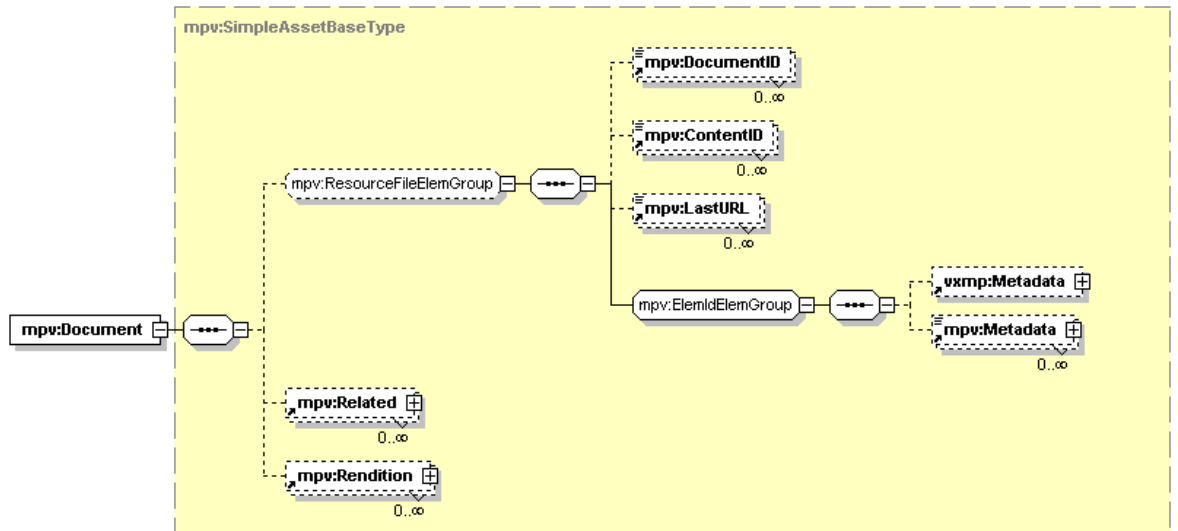 mpv:SimpleAssetBaseType
mpv:DocumentID
0..∞
mpv:ContentID
0..∞
mpv:ResourceFileElemGroup
mpv:LastURL
0..∞
vxmp:Metadata
mpv:ElemIdElemGroup
mpv:Document
mpv:Metadata
0..∞
mpv:Related
0..∞
mpv:Rendition
0..∞